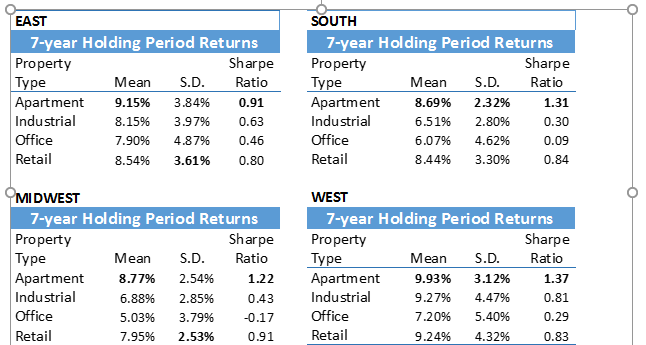 EAST
7-year Holding Period Returns
Property Sharpe
Type Mean S.D. Ratio
Apartment 9.15% 3.84% 0.91
Industrial 8.15% 3.97% 0.63
Office 7.90% 4.87% 0.46
Retail 8.54% 3.61% 0.80
SOUTH
7-year Holding Period Returns
Property Sharpe
Type Mean S.D. Ratio
Apartment 8.69% 2.32% 1.31
Industrial 6.51% 2.80% 0.30
Office 6.07% 4.62% 0.09
Retail 8.44% 3.30% 0.84
MIDWEST
7-year Holding Period Returns
Property Sharpe
Type Mean S.D. Ratio
Apartment 8.77% 2.54% 1.22
Industrial 6.88% 2.85% 0.43
Office 5.03% 3.79% -0.17
Retail 7.95% 2.53% 0.91
WEST
7-year Holding Period Returns
Property Sharpe
Type Mean S.D. Ratio
Apartment 9.93% 3.12% 1.37
Industrial 9.27% 4.47% 0.81
Office 7.20% 5.40% 0.29
Retail 9.24% 4.32% 0.83